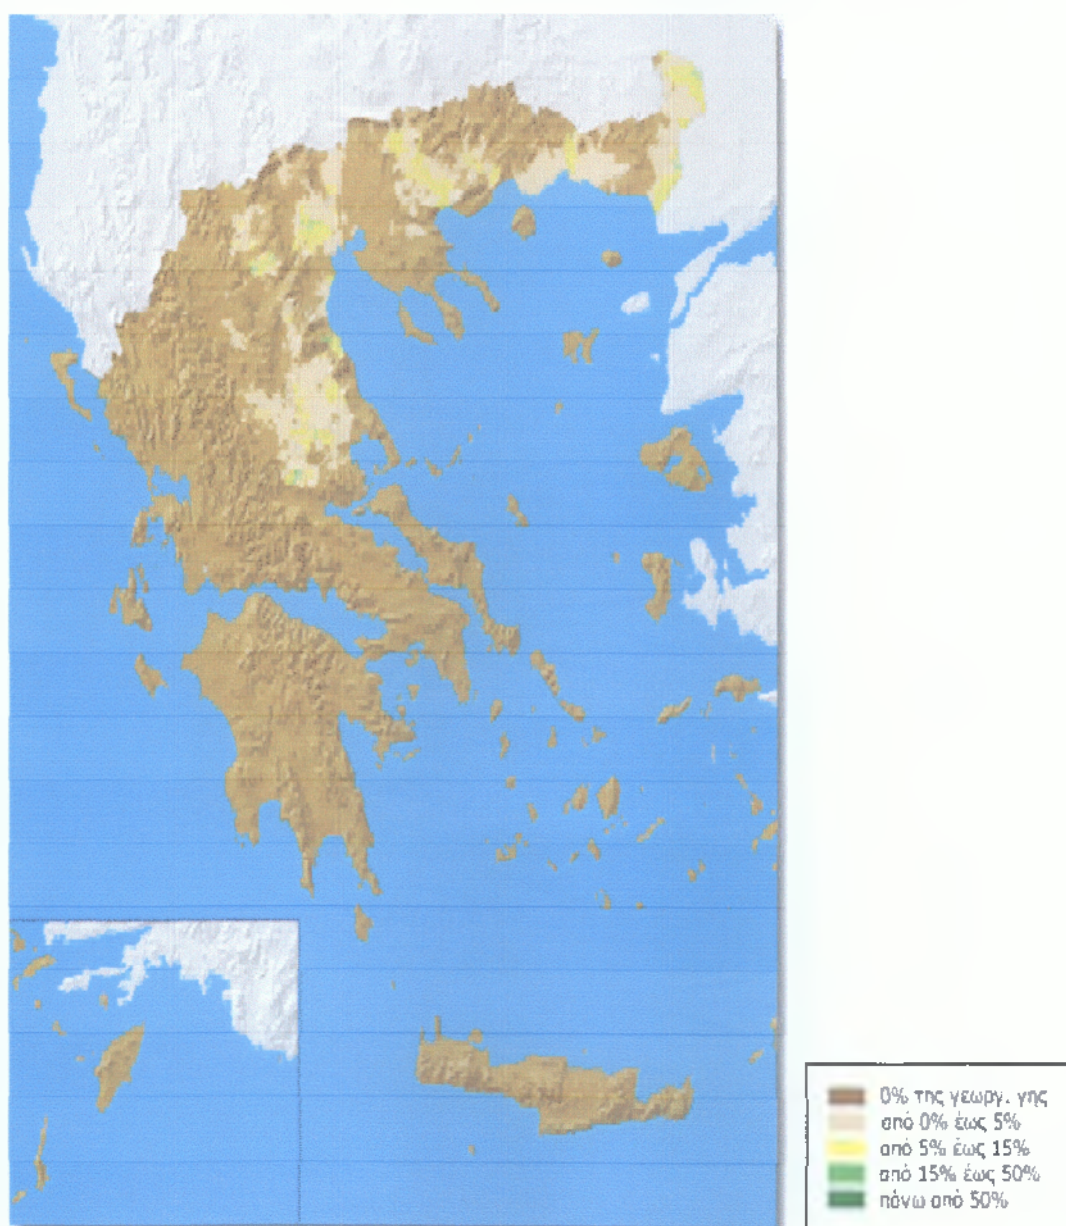 0% της γεωργ. γης
από 0% έως 5%
από 5% έως 15%
από 15% έως 50%
πάνω από 50%